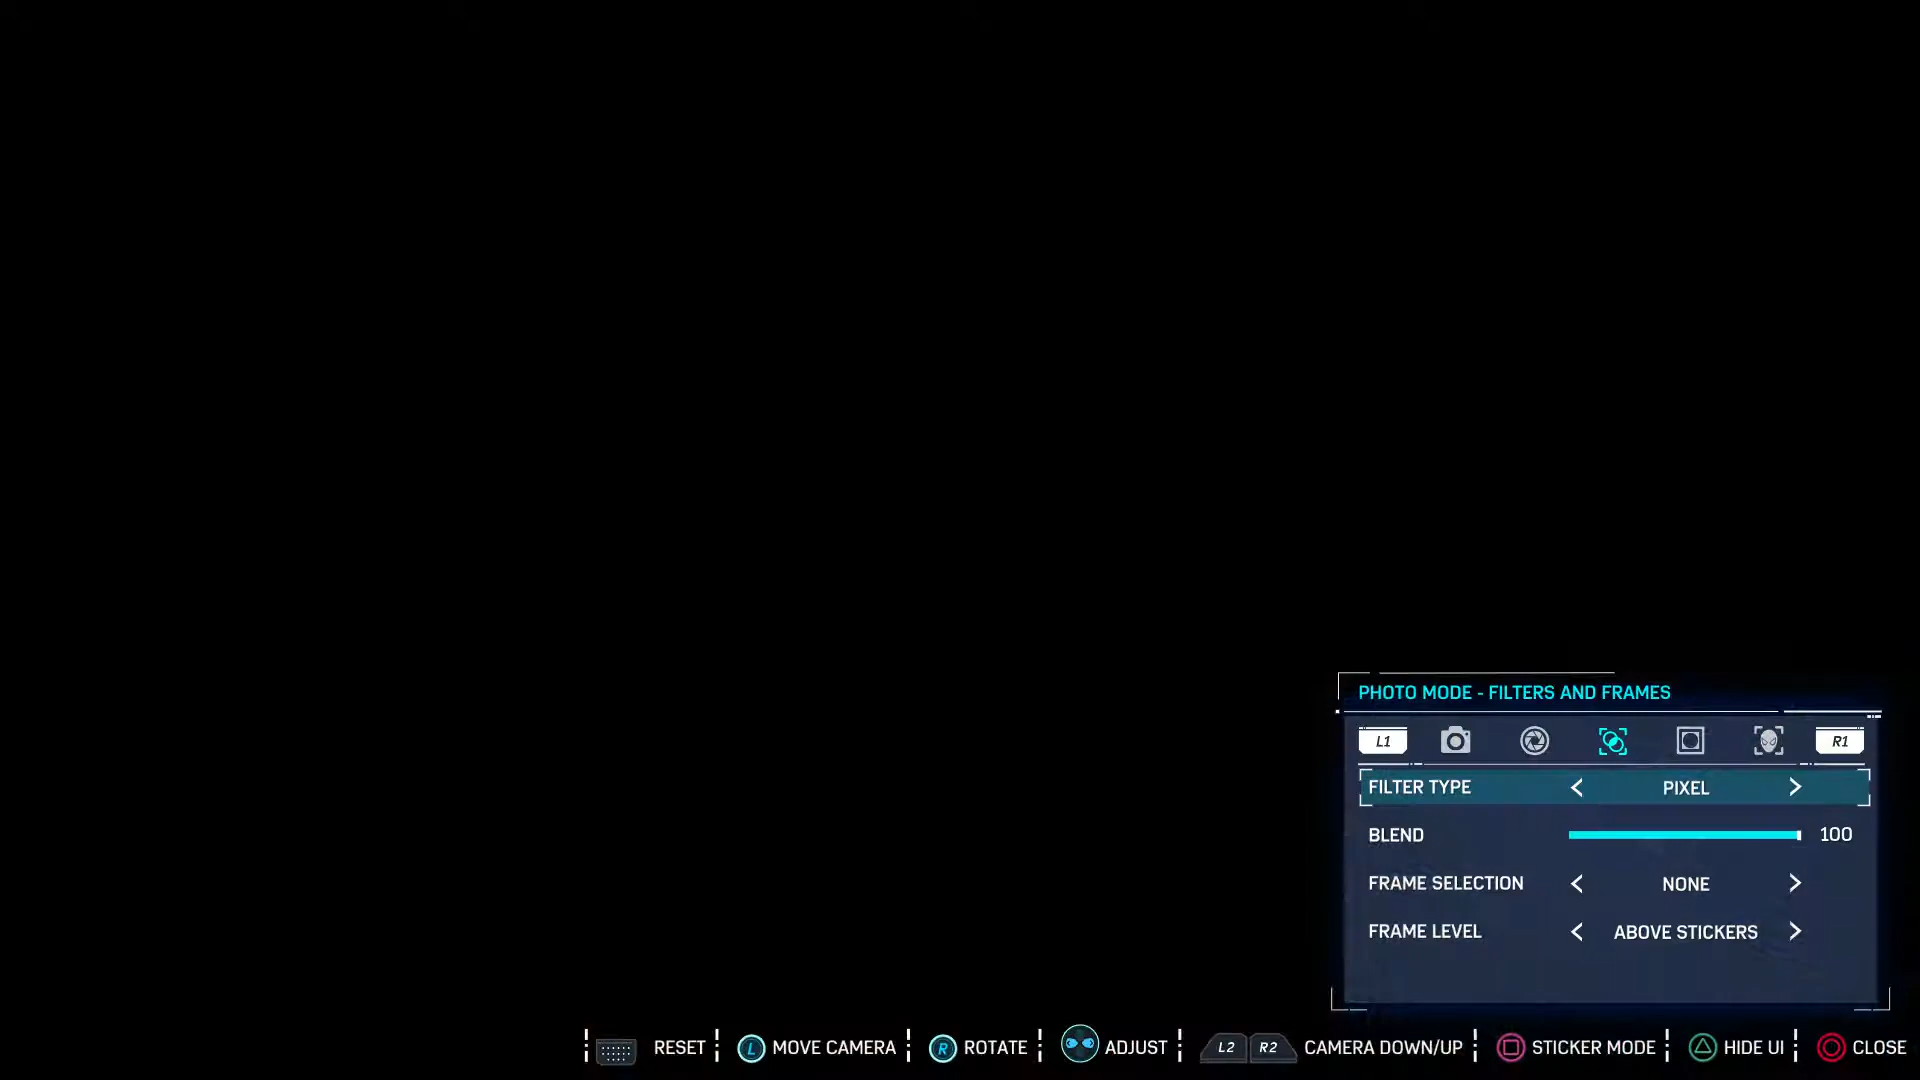 PHOTO MODE - FILTERS AND FRAMES
L1 R1
FILTER TYPE PIXEL
BLEND 100
FRAME SELECTION NONE
FRAME LEVEL ABOVE STICKERS
RESET L MOVE CAMERA R ROTATE ADJUST L2 R2 CAMERA DOWN/UP STICKER MODE HIDE UI CLOSE